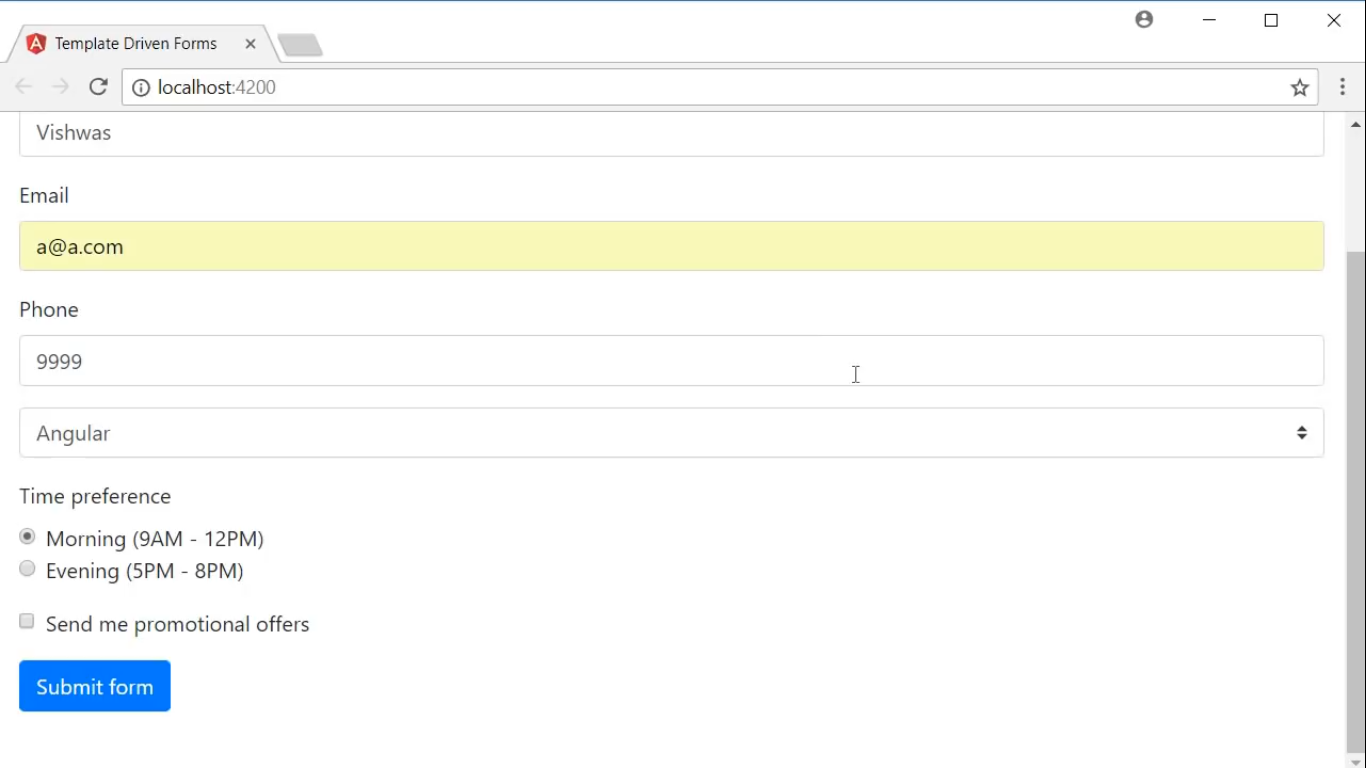 Template Driven Forms
localhost:4200
Vishwas
Email
a@a.com
Phone
9999
Angular
Time preference
Morning (9AM - 12PM)
Evening (5PM - 8PM)
Send me promotional offers
Submit form